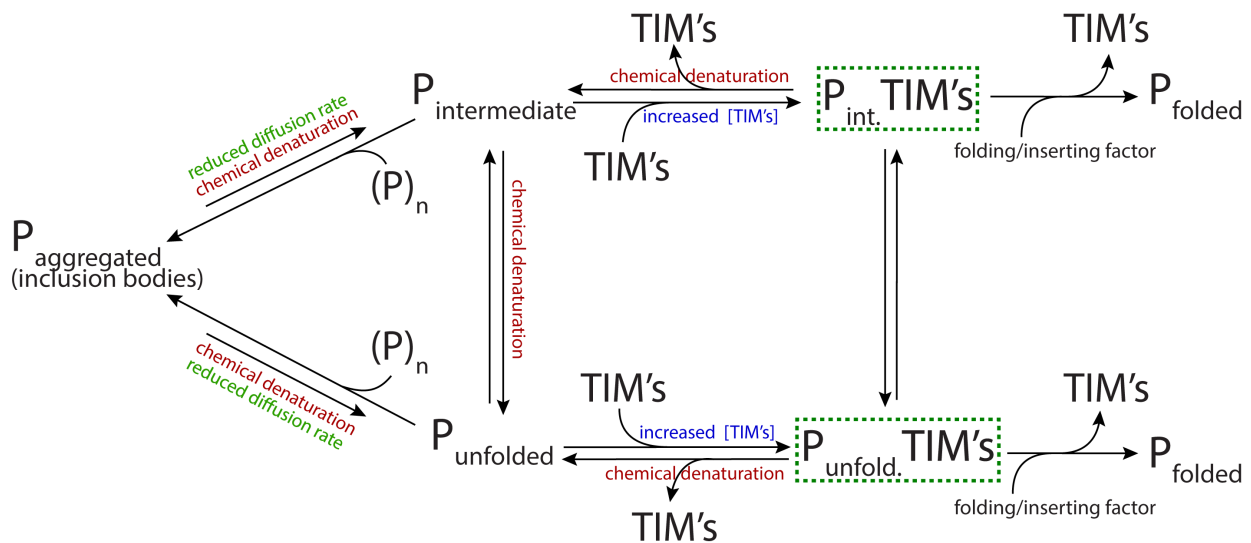 TIM's
TIM's
chemical denaturation
P intermediate
P int. TIM's
P folded
increased [TIM's]
reduced diffusion rate
chemical denaturation
TIM's
folding/inserting factor
(P)n
chemical denaturation
P aggregated
(inclusion bodies)
(P)n
chemical denaturation
reduced diffusion rate
TIM's
TIM's
increased [TIM's]
P unfolded
P unfold. TIM's
P folded
chemical denaturation
folding/inserting factor
TIM's